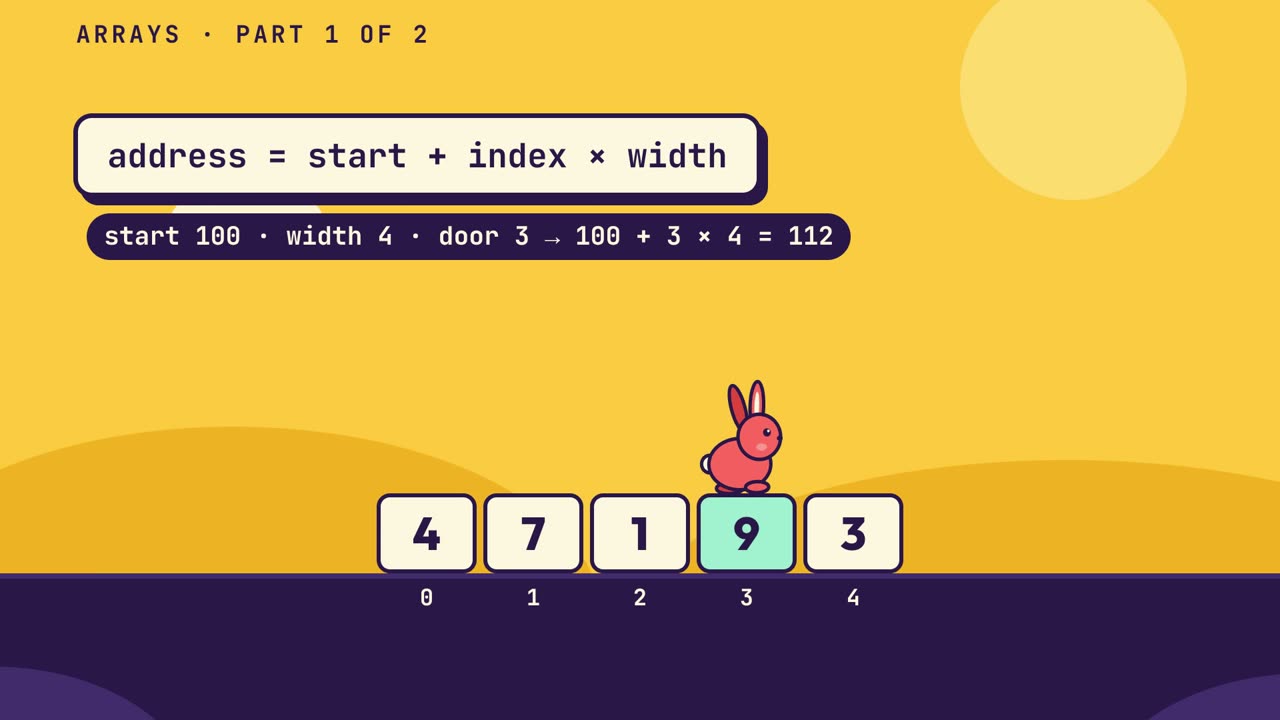 ARRAYS · PART 1 OF 2
address = start + index × width
start 100 · width 4 · door 3 → 100 + 3 × 4 = 112
4 7 1 9 3
0 1 2 3 4